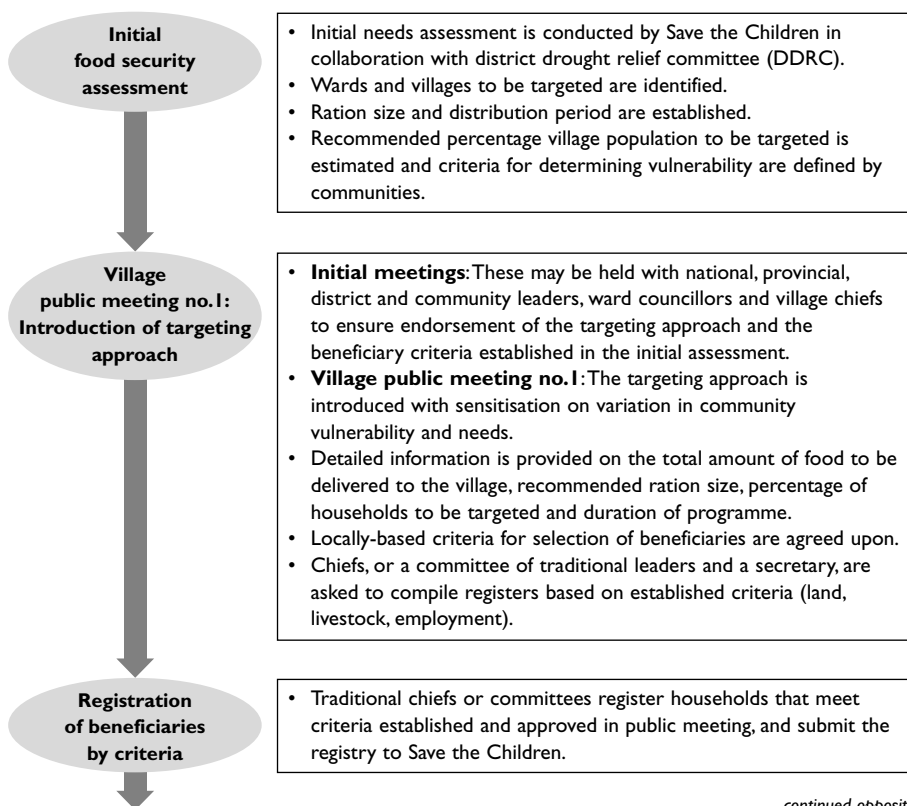 Initial
food security
assessment
• Initial needs assessment is conducted by Save the Children in
collaboration with district drought relief committee (DDRC).
• Wards and villages to be targeted are identified.
• Ration size and distribution period are established.
• Recommended percentage village population to be targeted is
estimated and criteria for determining vulnerability are defined by
communities.
Village
public meeting no.1:
Introduction of targeting
approach
• Initial meetings: These may be held with national, provincial,
district and community leaders, ward councillors and village chiefs
to ensure endorsement of the targeting approach and the
beneficiary criteria established in the initial assessment.
• Village public meeting no.1: The targeting approach is
introduced with sensitisation on variation in community
vulnerability and needs.
• Detailed information is provided on the total amount of food to be
delivered to the village, recommended ration size, percentage of
households to be targeted and duration of programme.
• Locally-based criteria for selection of beneficiaries are agreed upon.
• Chiefs, or a committee of traditional leaders and a secretary, are
asked to compile registers based on established criteria (land,
livestock, employment).
Registration
of beneficiaries
by criteria
• Traditional chiefs or committees register households that meet
criteria established and approved in public meeting, and submit the
registry to Save the Children.
continued opposit